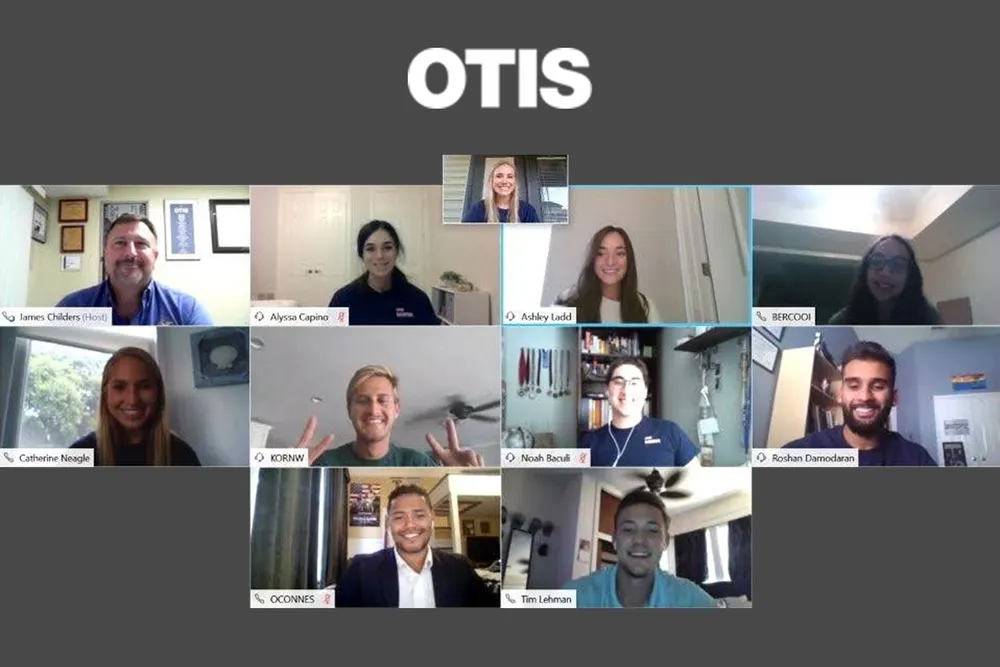 OTIS
OTIS
James Childers (Host)
Alyssa Capino
Ashley Ladd
BERCOOI
Catherine Neagle
KORNW
Noah Baculi
Roshan Damodaran
OCONNES
Tim Lehman